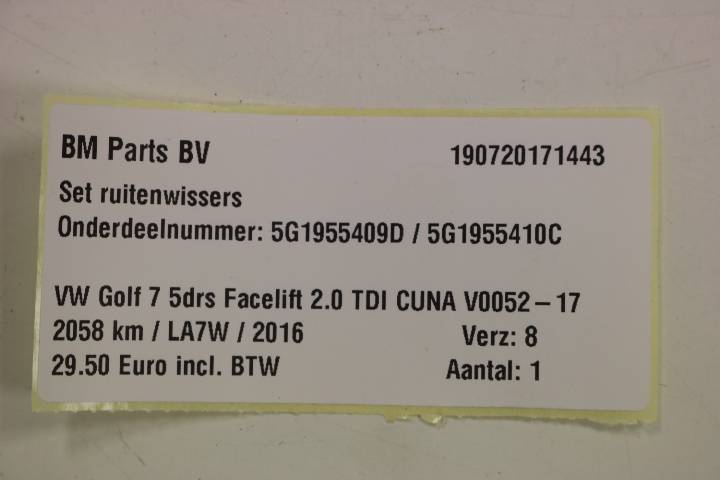 BM Parts BV 190720171443
Set ruitenwissers
Onderdeelnummer: 5G1955409D / 5G1955410C
VW Golf 7 5drs Facelift 2.0 TDI CUNA V0052-17
2058 km / LA7W / 2016 Verz: 8
29.50 Euro incl. BTW Aantal: 1